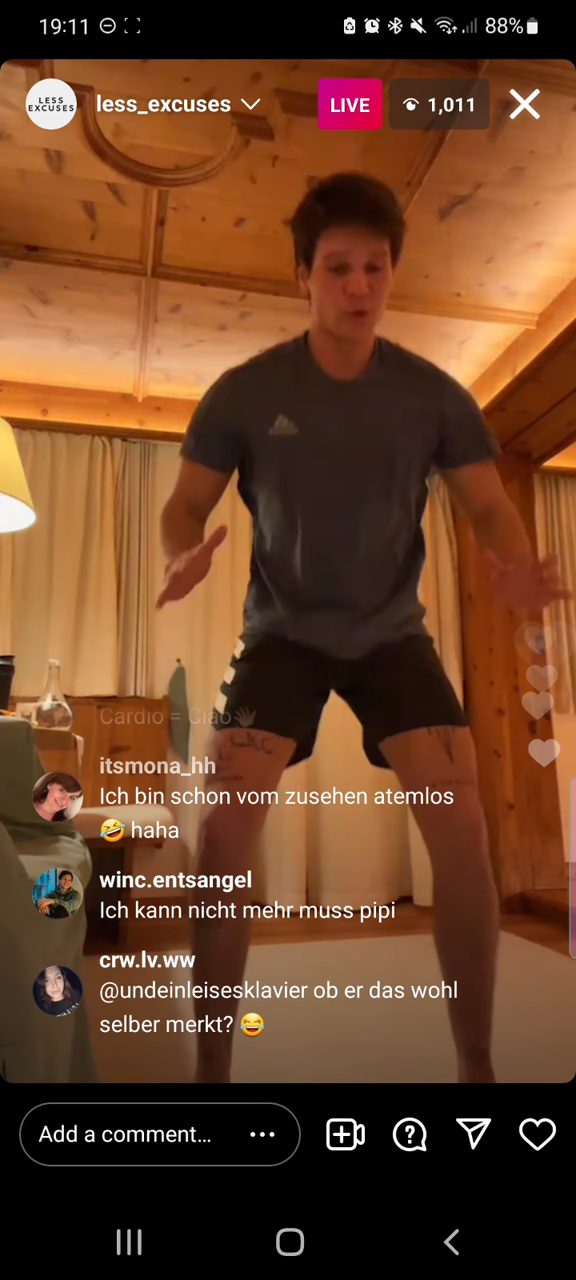 19:11
88%
LESS
EXCUSES
less_excuses
LIVE
1,011
Cardio = Ciao👋
itsmona_hh
Ich bin schon vom zusehen atemlos
🤣 haha
winc.entsangel
Ich kann nicht mehr muss pipi
crw.lv.ww
@undeinleisesklavier ob er das wohl
selber merkt? 😂
Add a comment...